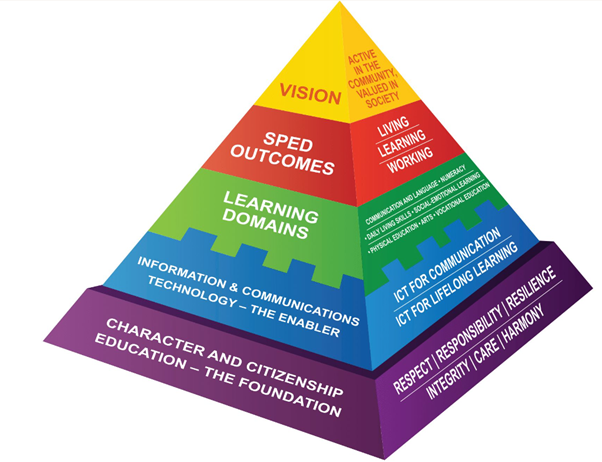 VISION
ACTIVE
IN THE
COMMUNITY,
VALUED IN
SOCIETY
SPED
OUTCOMES
LIVING
LEARNING
WORKING
LEARNING
DOMAINS
COMMUNICATION AND LANGUAGE • NUMERACY
• DAILY LIVING SKILLS • SOCIAL-EMOTIONAL LEARNING
• PHYSICAL EDUCATION • ARTS • VOCATIONAL EDUCATION
INFORMATION & COMMUNICATIONS
TECHNOLOGY – THE ENABLER
ICT FOR COMMUNICATION
ICT FOR LIFELONG LEARNING
CHARACTER AND CITIZENSHIP
EDUCATION – THE FOUNDATION
RESPECT | RESPONSIBILITY | RESILIENCE
INTEGRITY | CARE | HARMONY